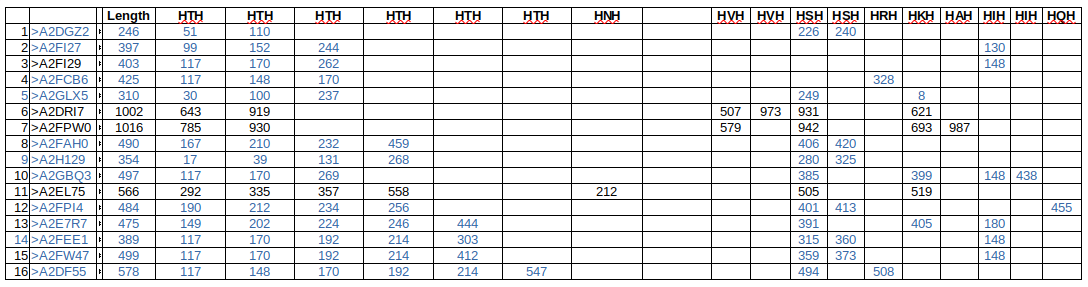 Length HTH HTH HTH HTH HTH HTH HNH HVH HVH HSH HSH HRH HKH HAH HIH HIH HQH
1 >A2DGZ2 246 51 110 226 240
2 >A2FI27 397 99 152 244 130
3 >A2FI29 403 117 170 262 148
4 >A2FCB6 425 117 148 170 328
5 >A2GLX5 310 30 100 237 249 8
6 >A2DRI7 1002 643 919 507 973 931 621
7 >A2FPW0 1016 785 930 579 942 693 987
8 >A2FAH0 490 167 210 232 459 406 420
9 >A2H129 354 17 39 131 268 280 325
10 >A2GBQ3 497 117 170 269 385 399 148 438
11 >A2EL75 566 292 335 357 558 212 505 519
12 >A2FPI4 484 190 212 234 256 401 413 455
13 >A2E7R7 475 149 202 224 246 444 391 405 180
14 >A2FEE1 389 117 170 192 214 303 315 360 148
15 >A2FW47 499 117 170 192 214 412 359 373 148
16 >A2DF55 578 117 148 170 192 214 547 494 508